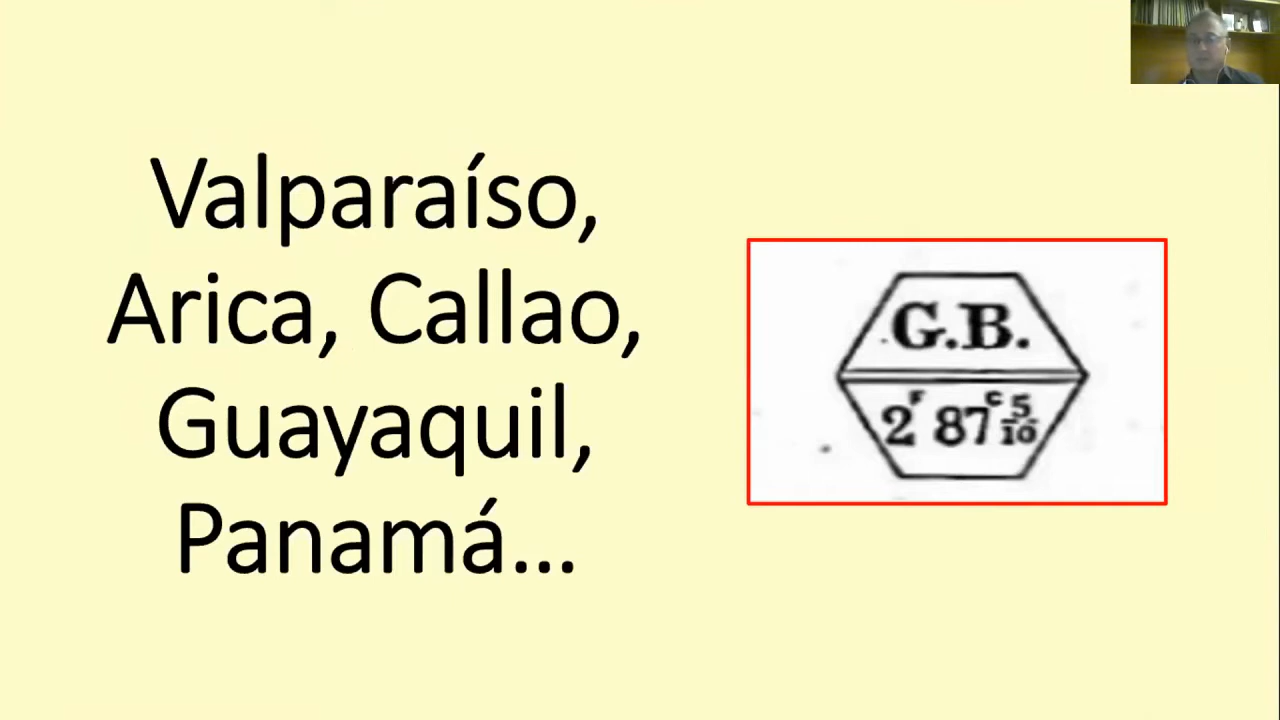 Valparaíso,
Arica, Callao,
Guayaquil,
Panamá...
G.B.
2F 87C 5/10